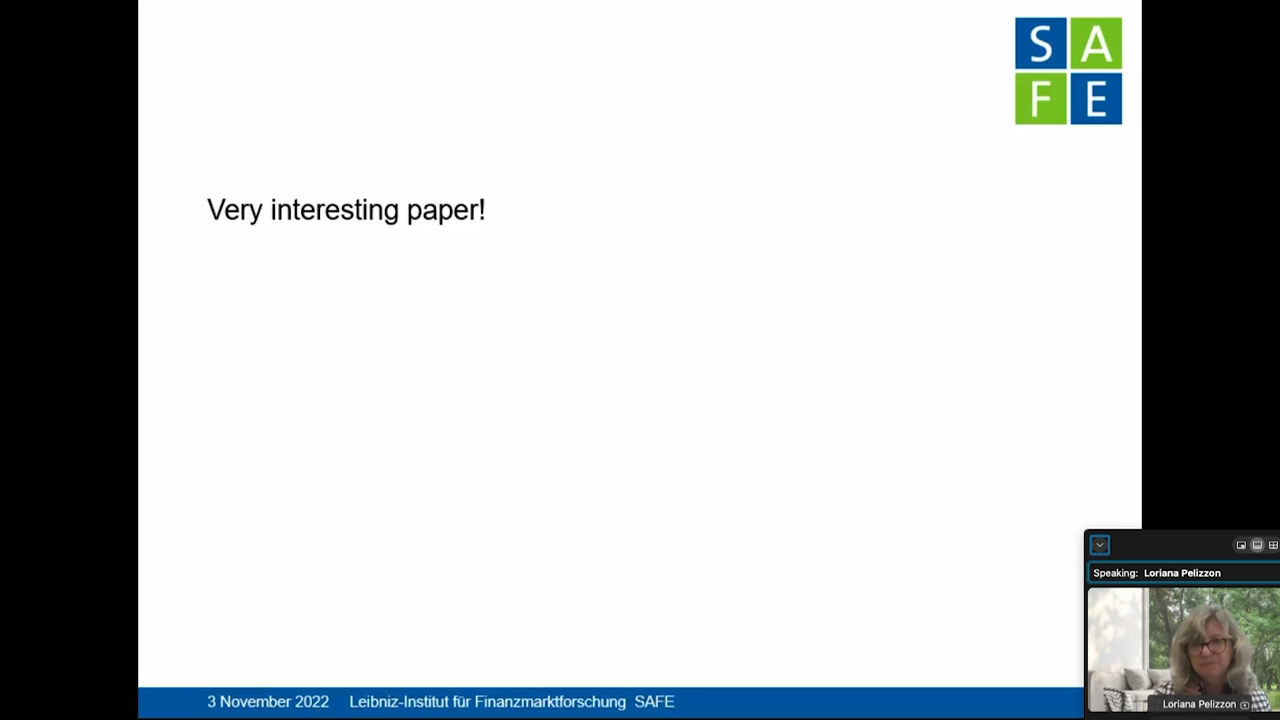 S A
F E
Very interesting paper!
Speaking: Loriana Pelizzon
Loriana Pelizzon
3 November 2022 Leibniz-Institut für Finanzmarktforschung SAFE